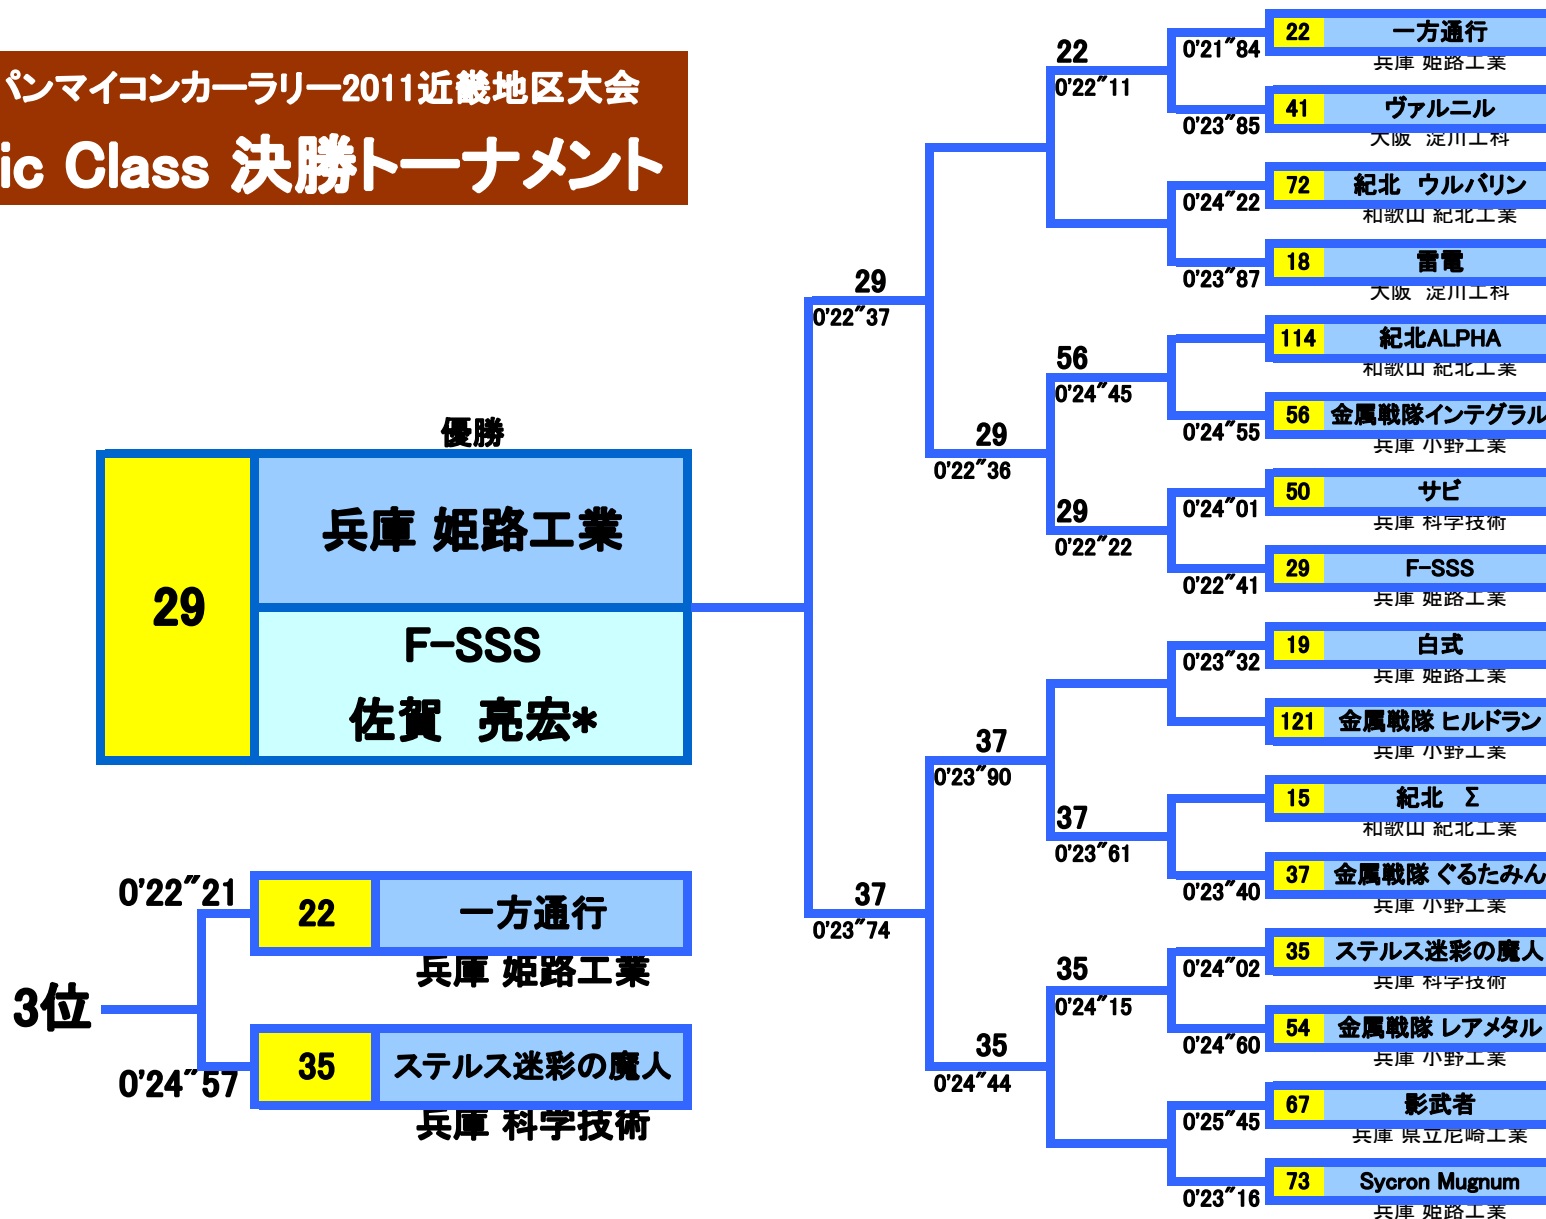 パンマイコンカーラリー2011近畿地区大会
ic Class 決勝トーナメント
優勝
29
兵庫 姫路工業
F-SSS
佐賀　亮宏*
3位
0'22"21
22
一方通行
兵庫 姫路工業
0'24"57
35
ステルス迷彩の魔人
兵庫 科学技術
29
0'22"37
37
0'23"74
29
0'22"36
37
0'23"90
35
0'24"44
22
0'22"11
56
0'24"45
29
0'22"22
37
0'23"61
35
0'24"15
0'21"84
22
一方通行
兵庫 姫路工業
0'23"85
41
ヴァルニル
大阪　淀川工科
0'24"22
72
紀北　ウルバリン
和歌山 紀北工業
0'23"87
18
雷電
大阪　淀川工科
114
紀北ALPHA
和歌山 紀北工業
0'24"55
56
金属戦隊インテグラル
兵庫 小野工業
0'24"01
50
サビ
兵庫 科学技術
0'22"41
29
F-SSS
兵庫 姫路工業
0'23"32
19
白式
兵庫 姫路工業
121
金属戦隊 ヒルドラン
兵庫 小野工業
15
紀北　Σ
和歌山 紀北工業
0'23"40
37
金属戦隊 ぐるたみん
兵庫 小野工業
0'24"02
35
ステルス迷彩の魔人
兵庫 科学技術
0'24"60
54
金属戦隊 レアメタル
兵庫 小野工業
0'25"45
67
影武者
兵庫 県立尼崎工業
0'23"16
73
Sycron Mugnum
兵庫 姫路工業